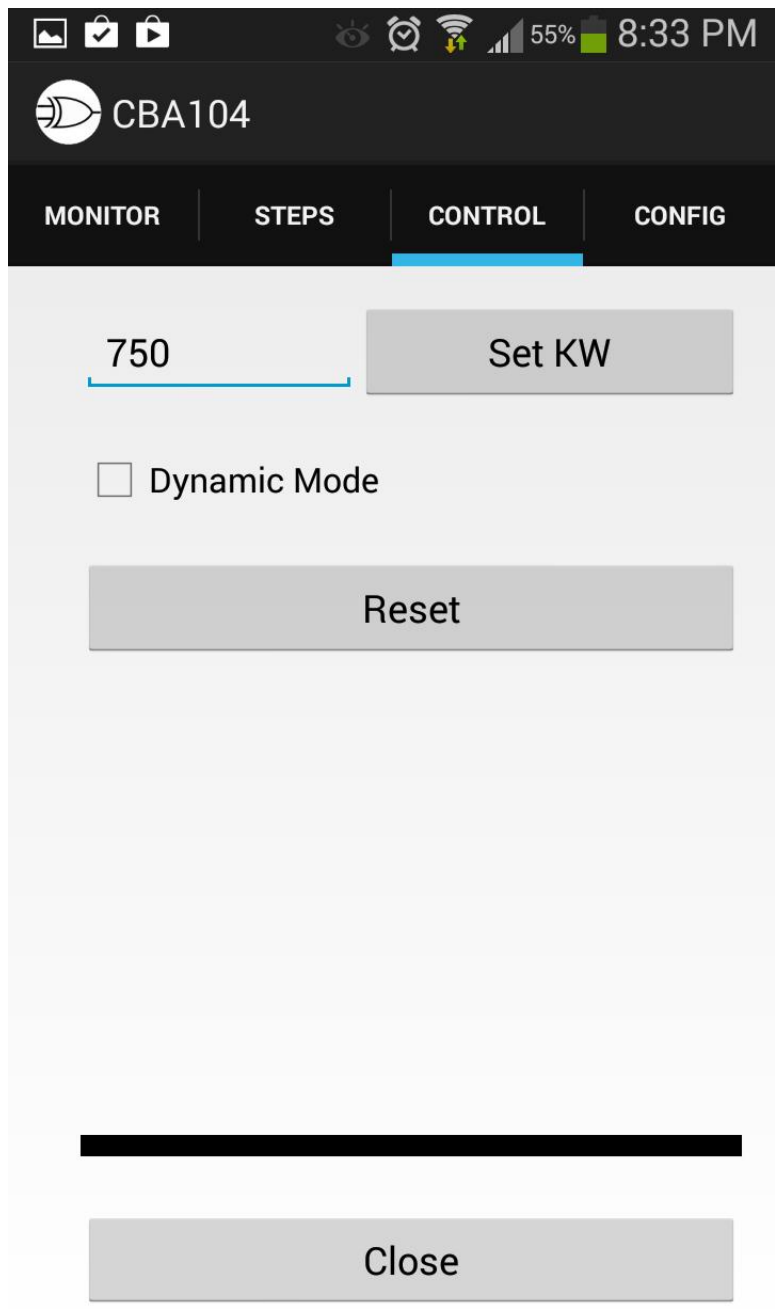 55% 8:33 PM
CBA104
MONITOR STEPS CONTROL CONFIG
750 Set KW
Dynamic Mode
Reset
Close